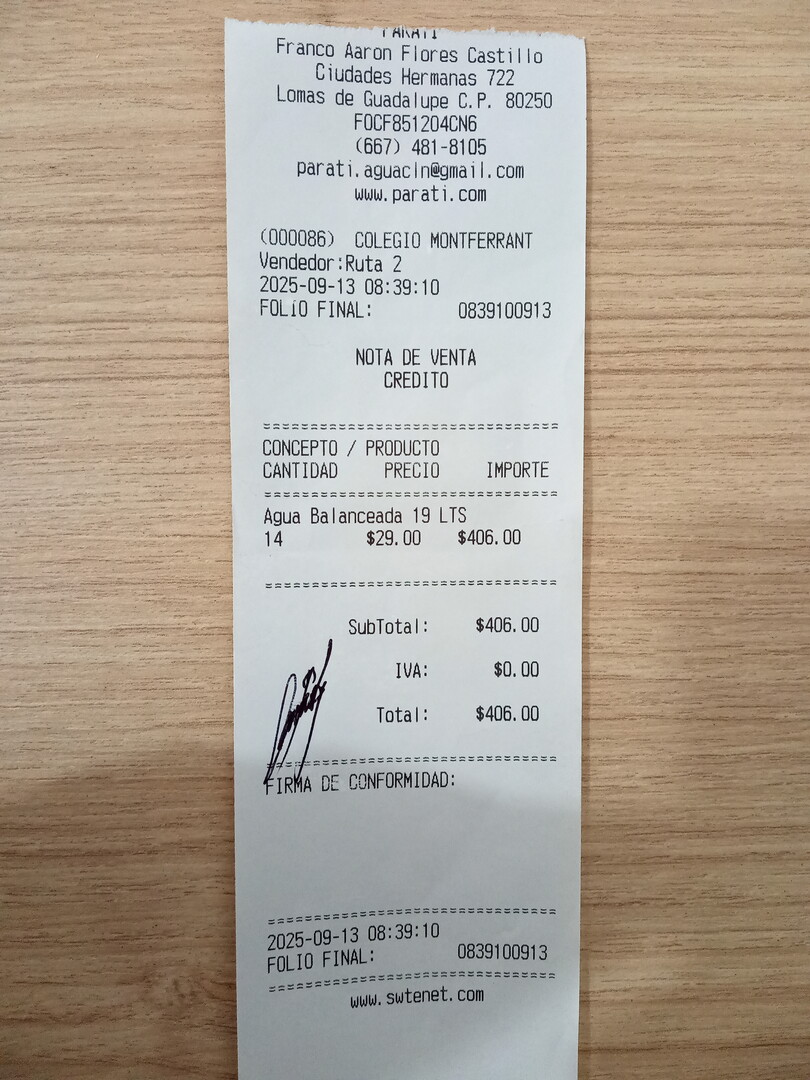 PARATI
Franco Aaron Flores Castillo
Ciudades Hermanas 722
Lomas de Guadalupe C.P. 80250
FOCF851204CN6
(667) 481-8105
parati.aguacln@gmail.com
www.parati.com
(000086) COLEGIO MONTFERRANT
Vendedor:Ruta 2
2025-09-13 08:39:10
FOLIO FINAL: 0839100913
NOTA DE VENTA
CREDITO
================================
CONCEPTO / PRODUCTO
CANTIDAD PRECIO IMPORTE
================================
Agua Balanceada 19 LTS
14 $29.00 $406.00
================================
SubTotal: $406.00
IVA: $0.00
Total: $406.00
================================
FIRMA DE CONFORMIDAD:
================================
2025-09-13 08:39:10
FOLIO FINAL: 0839100913
================================
www.swtenet.com